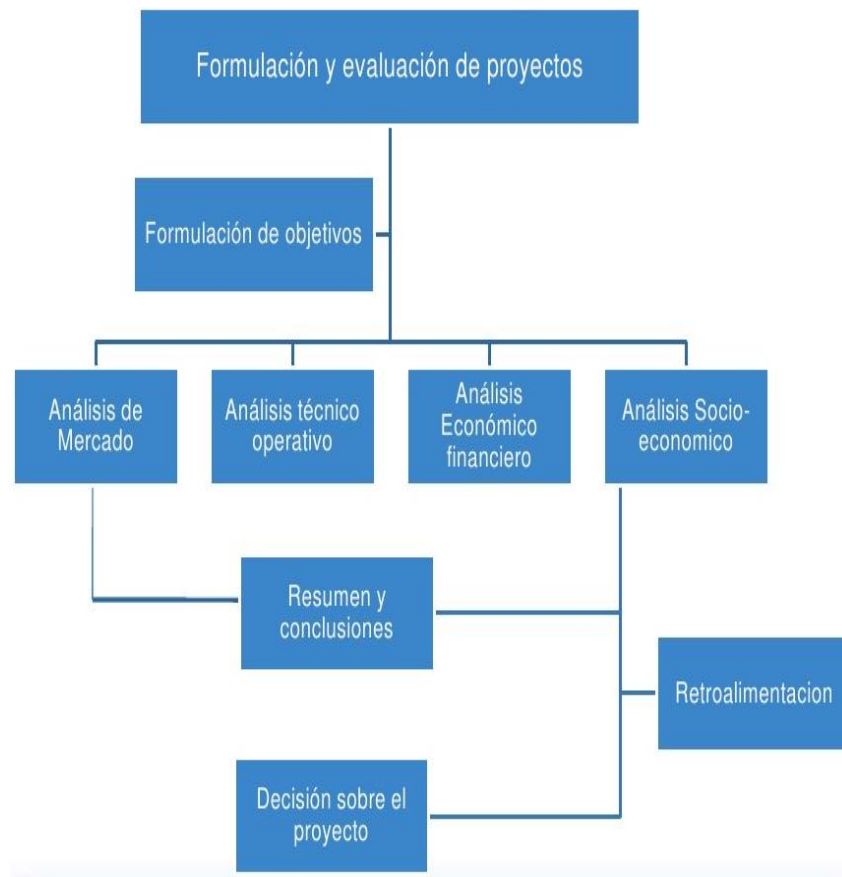 Formulación y evaluación de proyectos
Formulación de objetivos
Análisis de
Mercado
Análisis técnico
operativo
Análisis
Económico
financiero
Análisis Socio-
economico
Resumen y
conclusiones
Retroalimentacion
Decisión sobre el
proyecto